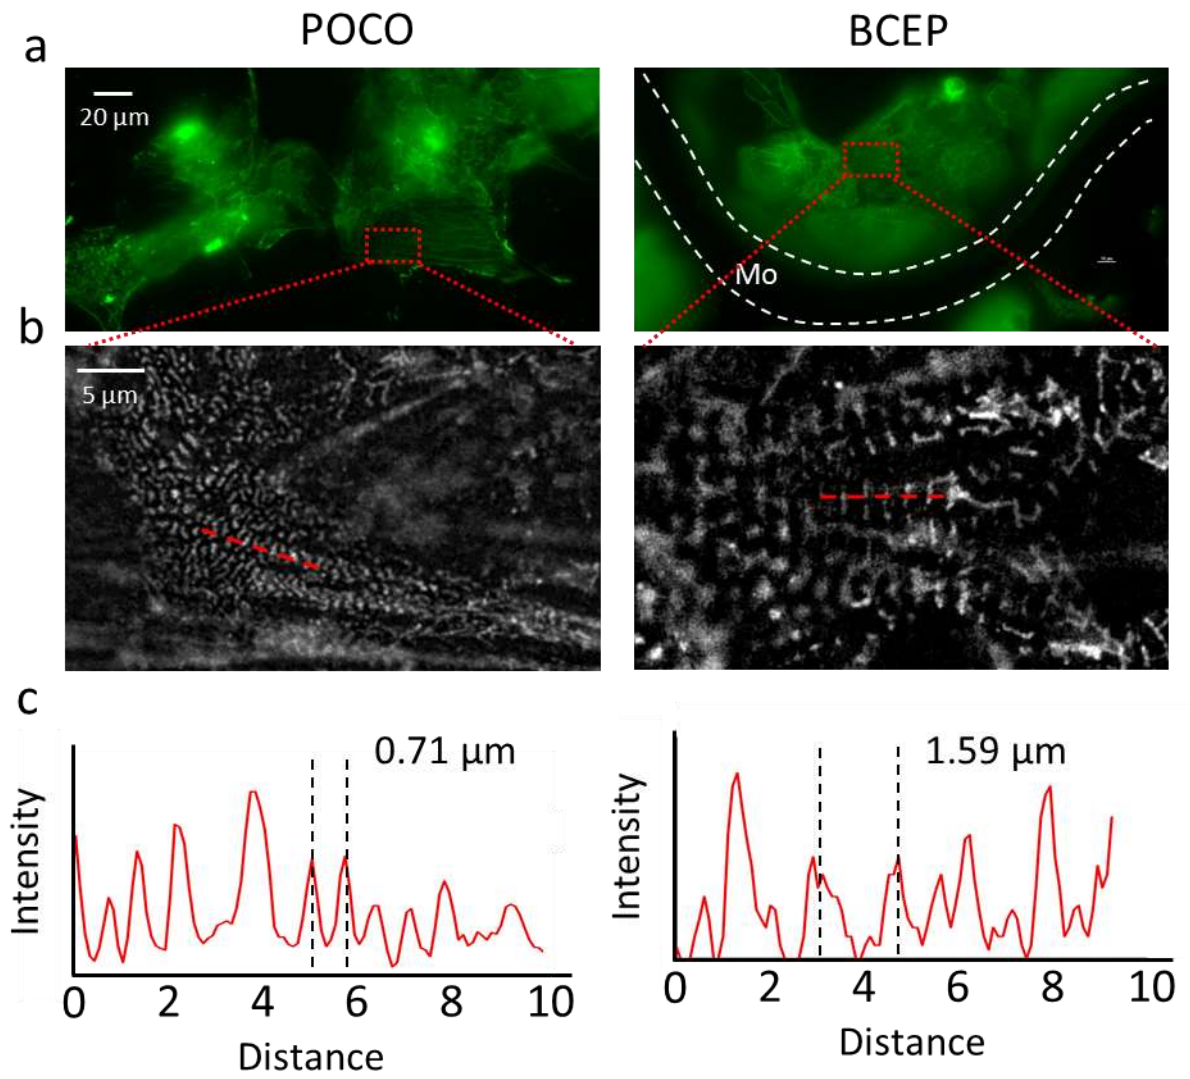 POCO
BCEP
a
20 µm
Mo
b
5 µm
c
0.71 µm
1.59 µm
Intensity
Intensity
0 2 4 6 8 10
0 2 4 6 8 10
Distance
Distance